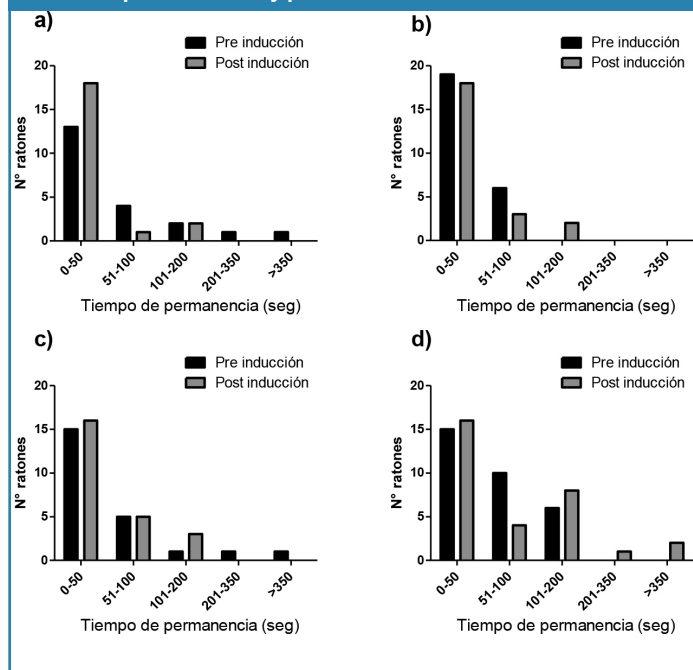 a)
Pre inducción
Post inducción
20
15
10
5
0
N° ratones
0-50
51-100
101-200
201-350
>350
Tiempo de permanencia (seg)
b)
Pre inducción
Post inducción
20
15
10
5
0
N° ratones
0-50
51-100
101-200
201-350
>350
Tiempo de permanencia (seg)
c)
Pre inducción
Post inducción
20
15
10
5
0
N° ratones
0-50
51-100
101-200
201-350
>350
Tiempo de permanencia (seg)
d)
Pre inducción
Post inducción
20
15
10
5
0
N° ratones
0-50
51-100
101-200
201-350
>350
Tiempo de permanencia (seg)